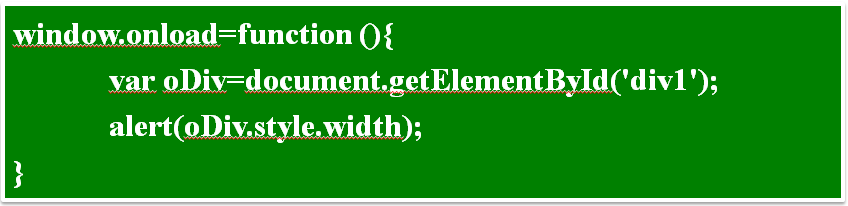 window.onload=function (){
var oDiv=document.getElementById('div1');
alert(oDiv.style.width);
}